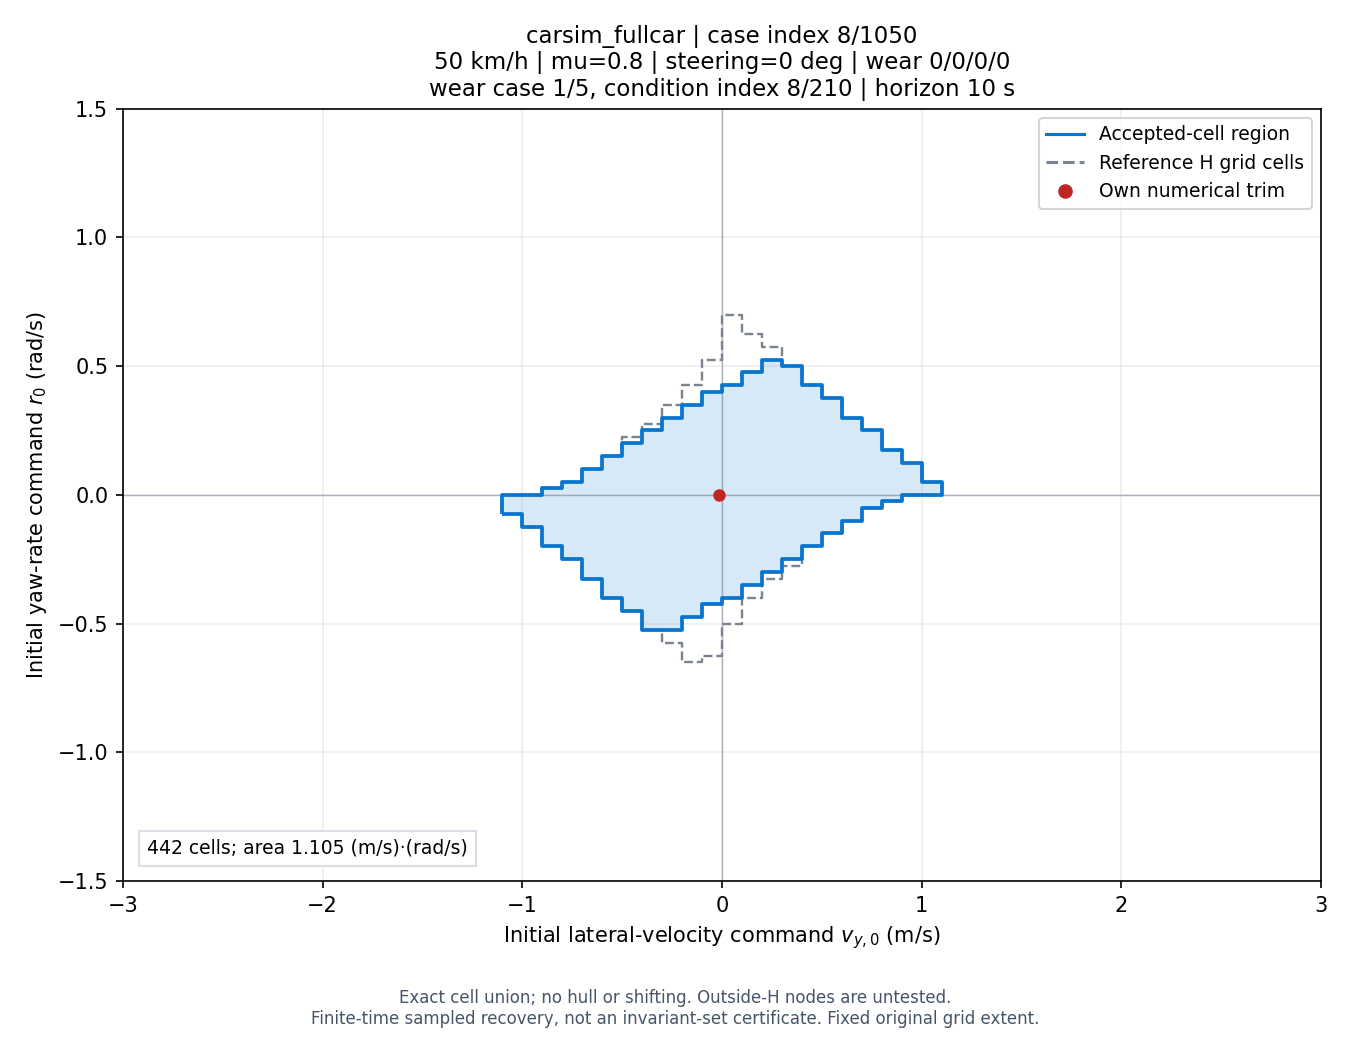 carsim_fullcar | case index 8/1050
50 km/h | mu=0.8 | steering=0 deg | wear 0/0/0/0
wear case 1/5, condition index 8/210 | horizon 10 s
Accepted-cell region
Reference H grid cells
Own numerical trim
1.5
1.0
0.5
0.0
−0.5
−1.0
−1.5
Initial yaw-rate command r₀ (rad/s)
442 cells; area 1.105 (m/s)·(rad/s)
−3
−2
−1
0
1
2
3
Initial lateral-velocity command v_{y,0} (m/s)
Exact cell union; no hull or shifting. Outside-H nodes are untested.
Finite-time sampled recovery, not an invariant-set certificate. Fixed original grid extent.